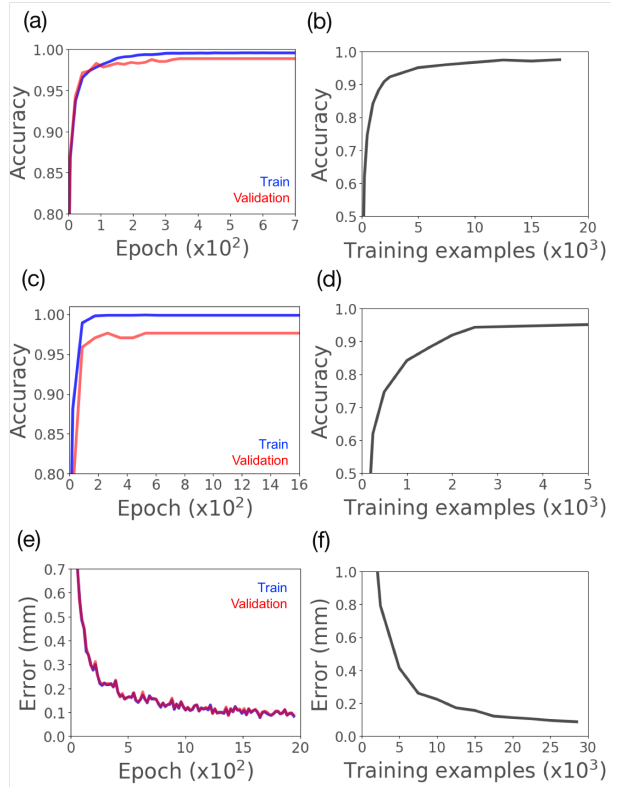 (a)
1.00
0.95
0.90
0.85
0.80
Accuracy
Train
Validation
0 1 2 3 4 5 6 7
Epoch (x10²)
(b)
1.0
0.9
0.8
0.7
0.6
0.5
Accuracy
0 5 10 15 20
Training examples (x10³)
(c)
1.00
0.95
0.90
0.85
0.80
Accuracy
Train
Validation
0 2 4 6 8 10 12 14 16
Epoch (x10²)
(d)
1.0
0.9
0.8
0.7
0.6
0.5
Accuracy
0 1 2 3 4 5
Training examples (x10³)
(e)
0.7
0.6
0.5
0.4
0.3
0.2
0.1
0.0
Error (mm)
Train
Validation
0 5 10 15 20
Epoch (x10²)
(f)
1.0
0.8
0.6
0.4
0.2
0.0
Error (mm)
0 5 10 15 20 25 30
Training examples (x10³)